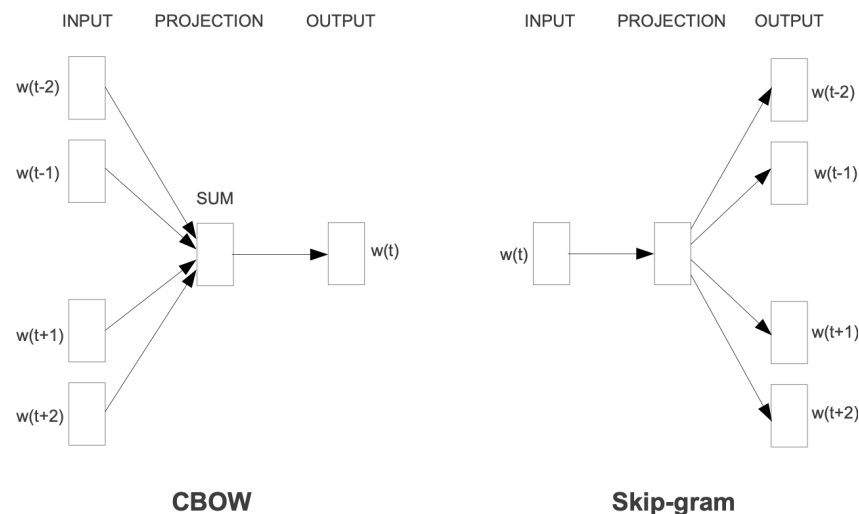 INPUT PROJECTION OUTPUT
w(t-2)
w(t-1)
SUM
w(t)
w(t+1)
w(t+2)
CBOW
INPUT PROJECTION OUTPUT
w(t-2)
w(t-1)
w(t)
w(t+1)
w(t+2)
Skip-gram